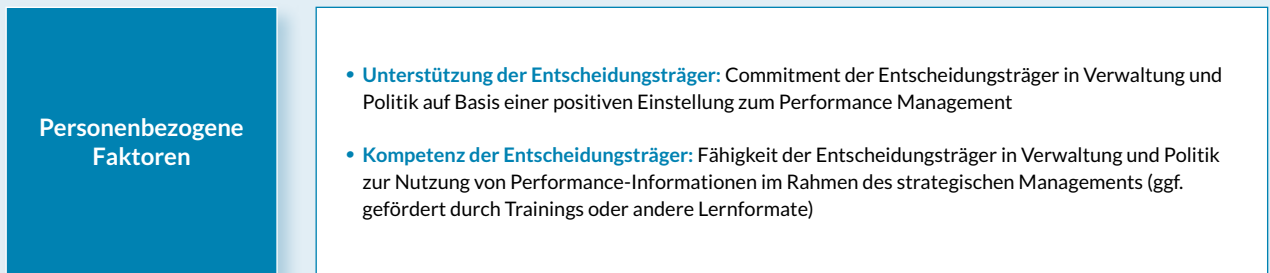 Personenbezogene
Faktoren
• Unterstützung der Entscheidungsträger: Commitment der Entscheidungsträger in Verwaltung und
Politik auf Basis einer positiven Einstellung zum Performance Management
• Kompetenz der Entscheidungsträger: Fähigkeit der Entscheidungsträger in Verwaltung und Politik
zur Nutzung von Performance-Informationen im Rahmen des strategischen Managements (ggf.
gefördert durch Trainings oder andere Lernformate)